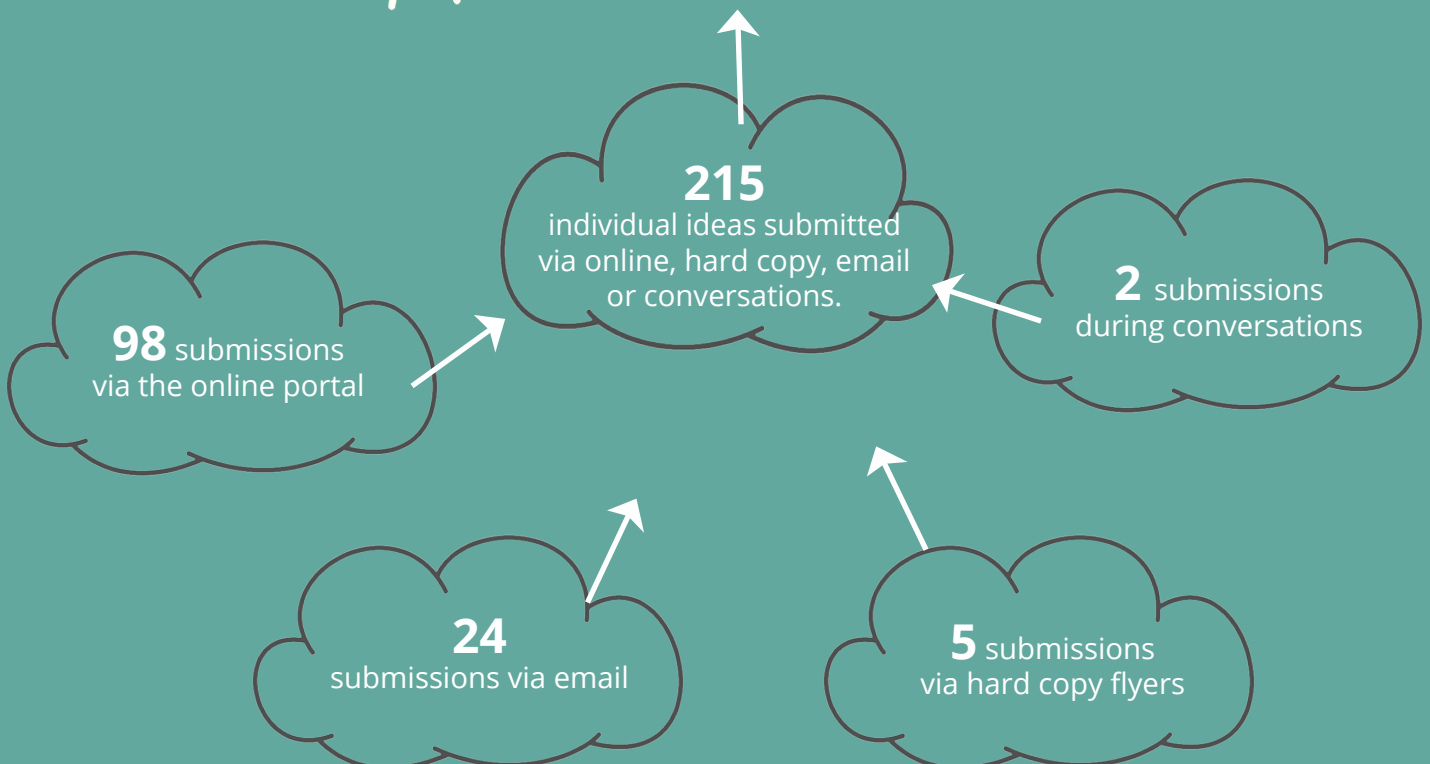 215
individual ideas submitted
via online, hard copy, email
or conversations.
2 submissions
during conversations
98 submissions
via the online portal
24
submissions via email
5 submissions
via hard copy flyers